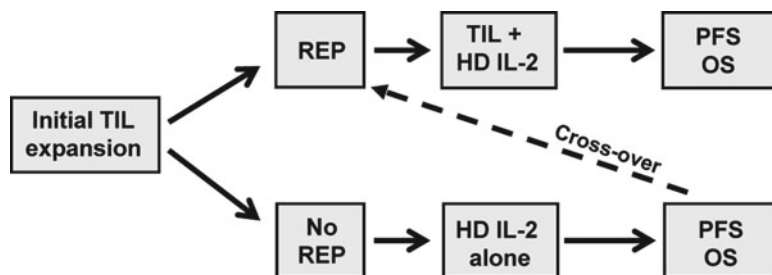 REP
TIL +
HD IL-2
PFS
OS
Initial TIL
expansion
Cross-over
No
REP
HD IL-2
alone
PFS
OS